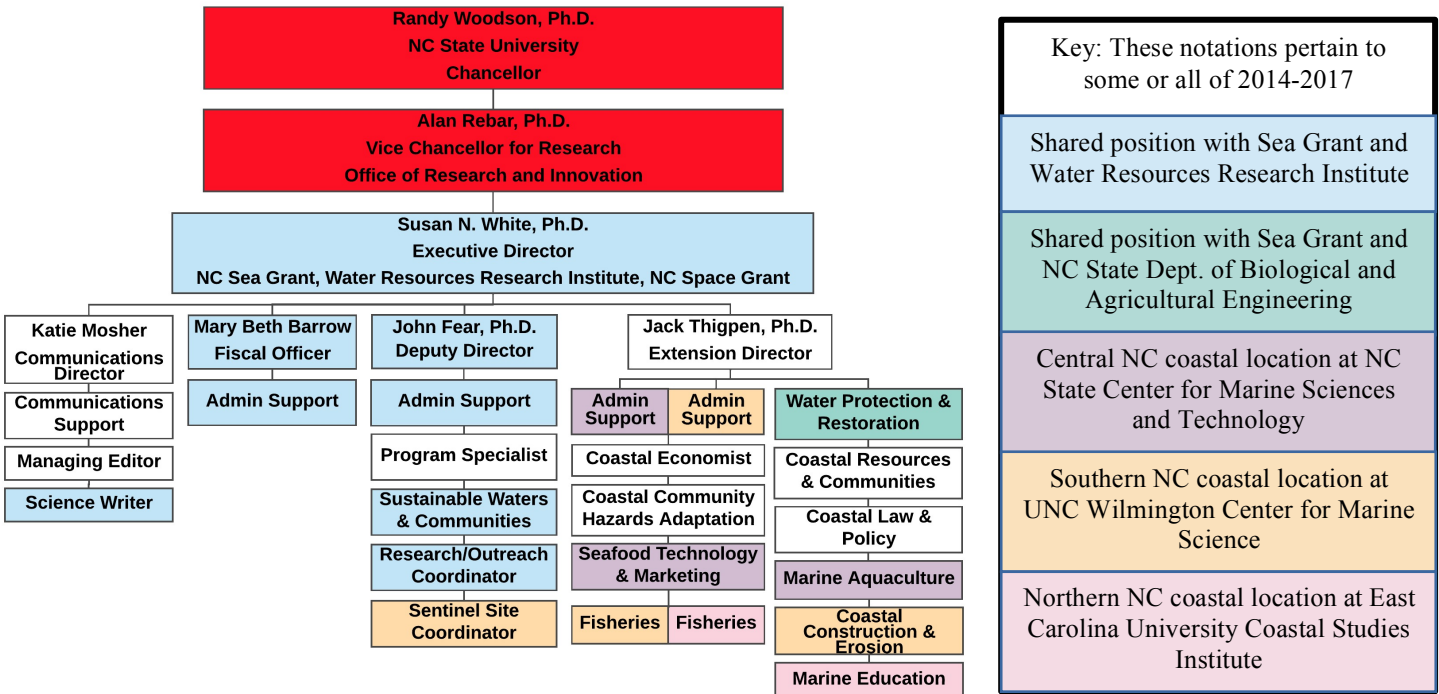 Randy Woodson, Ph.D.
NC State University
Chancellor
Alan Rebar, Ph.D.
Vice Chancellor for Research
Office of Research and Innovation
Susan N. White, Ph.D.
Executive Director
NC Sea Grant, Water Resources Research Institute, NC Space Grant
Katie Mosher
Communications
Director
Communications
Support
Managing Editor
Science Writer
Mary Beth Barrow
Fiscal Officer
Admin Support
John Fear, Ph.D.
Deputy Director
Admin Support
Program Specialist
Sustainable Waters
& Communities
Research/Outreach
Coordinator
Sentinel Site
Coordinator
Jack Thigpen, Ph.D.
Extension Director
Admin
Support
Admin
Support
Coastal Economist
Coastal Community
Hazards Adaptation
Seafood Technology
& Marketing
Fisheries
Fisheries
Water Protection &
Restoration
Coastal Resources
& Communities
Coastal Law &
Policy
Marine Aquaculture
Coastal
Construction &
Erosion
Marine Education
Key: These notations pertain to
some or all of 2014-2017
Shared position with Sea Grant and
Water Resources Research Institute
Shared position with Sea Grant and
NC State Dept. of Biological and
Agricultural Engineering
Central NC coastal location at NC
State Center for Marine Sciences
and Technology
Southern NC coastal location at
UNC Wilmington Center for Marine
Science
Northern NC coastal location at East
Carolina University Coastal Studies
Institute